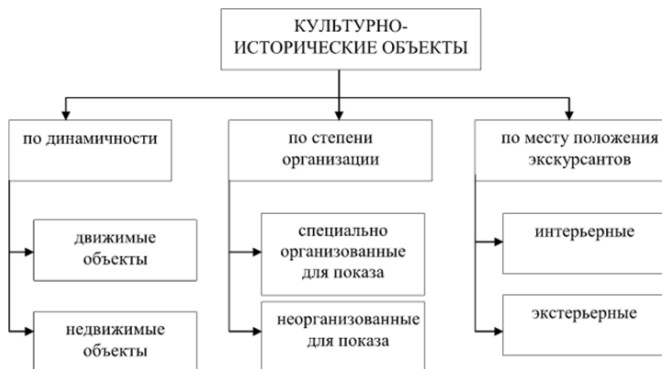 КУЛЬТУРНО-
ИСТОРИЧЕСКИЕ ОБЪЕКТЫ
по динамичности
по степени
организации
по месту положения
экскурсантов
движимые
объекты
специально
организованные
для показа
интерьерные
недвижимые
объекты
неорганизованные
для показа
экстерьерные